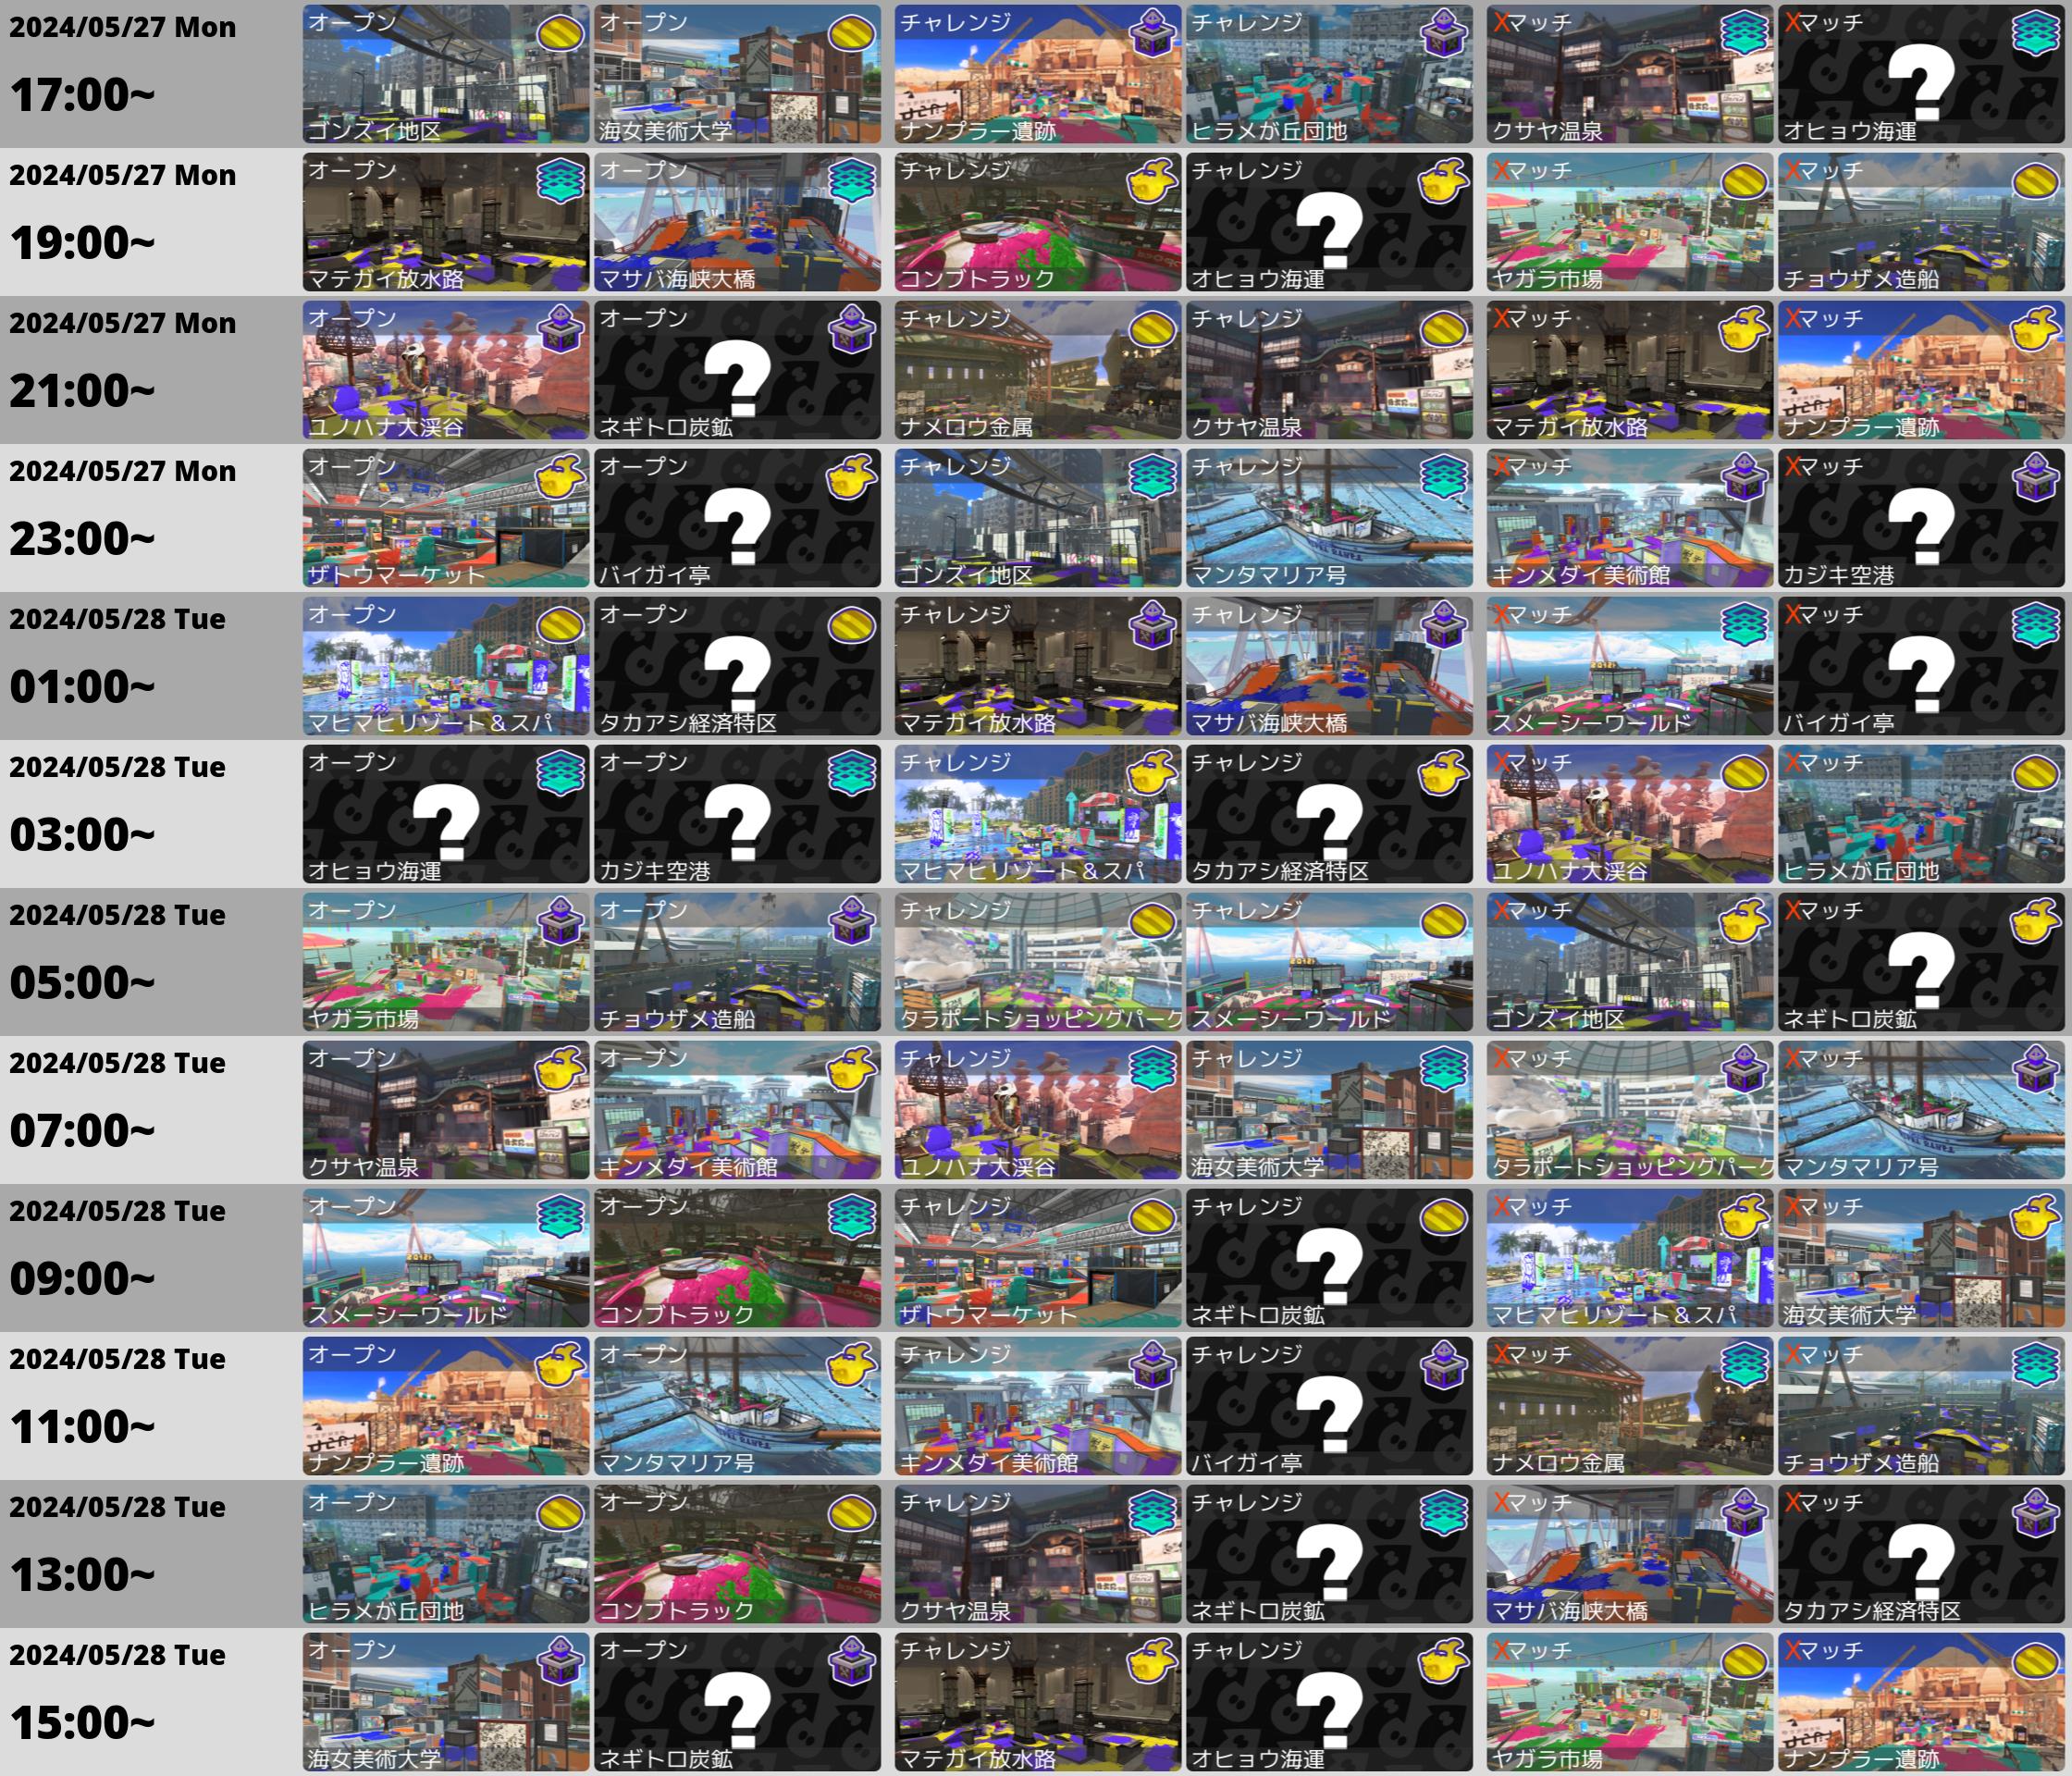 2024/05/27 Mon
17:00~
オープン オープン チャレンジ チャレンジ Xマッチ Xマッチ
ゴンズイ地区 海女美術大学 ナンプラー遺跡 ヒラメが丘団地 クサヤ温泉 オヒョウ海運
2024/05/27 Mon
19:00~
オープン オープン チャレンジ チャレンジ Xマッチ Xマッチ
マテガイ放水路 マサバ海峡大橋 コンブトラック オヒョウ海運 ヤガラ市場 チョウザメ造船
2024/05/27 Mon
21:00~
オープン オープン チャレンジ チャレンジ Xマッチ Xマッチ
ユノハナ大渓谷 ネギトロ炭鉱 ナメロウ金属 クサヤ温泉 マテガイ放水路 ナンプラー遺跡
2024/05/27 Mon
23:00~
オープン オープン チャレンジ チャレンジ Xマッチ Xマッチ
ザトウマーケット バイガイ亭 ゴンズイ地区 マンタマリア号 キンメダイ美術館 カジキ空港
2024/05/28 Tue
01:00~
オープン オープン チャレンジ チャレンジ Xマッチ Xマッチ
マヒマヒリゾート＆スパ タカアシ経済特区 マテガイ放水路 マサバ海峡大橋 スメーシーワールド バイガイ亭
2024/05/28 Tue
03:00~
オープン オープン チャレンジ チャレンジ Xマッチ Xマッチ
オヒョウ海運 カジキ空港 マヒマヒリゾート＆スパ タカアシ経済特区 ユノハナ大渓谷 ヒラメが丘団地
2024/05/28 Tue
05:00~
オープン オープン チャレンジ チャレンジ Xマッチ Xマッチ
ヤガラ市場 チョウザメ造船 タラポートショッピングパーク スメーシーワールド ゴンズイ地区 ネギトロ炭鉱
2024/05/28 Tue
07:00~
オープン オープン チャレンジ チャレンジ Xマッチ Xマッチ
クサヤ温泉 キンメダイ美術館 ユノハナ大渓谷 海女美術大学 タラポートショッピングパーク マンタマリア号
2024/05/28 Tue
09:00~
オープン オープン チャレンジ チャレンジ Xマッチ Xマッチ
スメーシーワールド コンブトラック ザトウマーケット ネギトロ炭鉱 マヒマヒリゾート＆スパ 海女美術大学
2024/05/28 Tue
11:00~
オープン オープン チャレンジ チャレンジ Xマッチ Xマッチ
ナンプラー遺跡 マンタマリア号 キンメダイ美術館 バイガイ亭 ナメロウ金属 チョウザメ造船
2024/05/28 Tue
13:00~
オープン オープン チャレンジ チャレンジ Xマッチ Xマッチ
ヒラメが丘団地 コンブトラック クサヤ温泉 ネギトロ炭鉱 マサバ海峡大橋 タカアシ経済特区
2024/05/28 Tue
15:00~
オープン オープン チャレンジ チャレンジ Xマッチ Xマッチ
海女美術大学 ネギトロ炭鉱 マテガイ放水路 オヒョウ海運 ヤガラ市場 ナンプラー遺跡